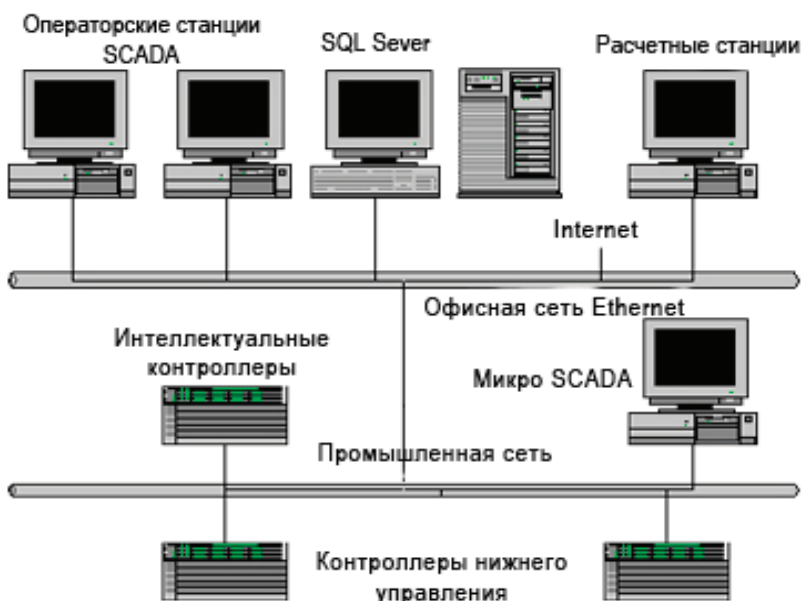 Операторские станции
SCADA
SQL Sever
Расчетные станции
Internet
Офисная сеть Ethernet
Интеллектуальные
контроллеры
Микро SCADA
Промышленная сеть
Контроллеры нижнего
управления